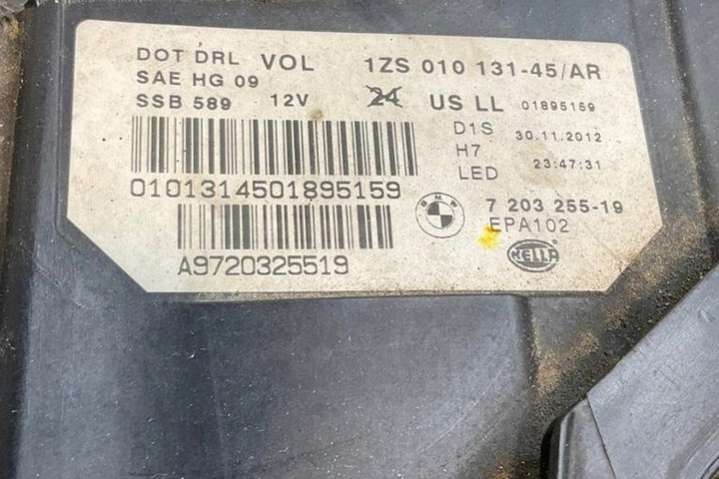 DOT DRL VOL 1ZS 010 131-45/AR
SAE HG 09
SSB 589 12V 24 US LL 01895159
D1S 30.11.2012
H7
LED 23:47:31
0101314501895159
BMW 7 203 255-19
EPA102
A9720325519
HELLA